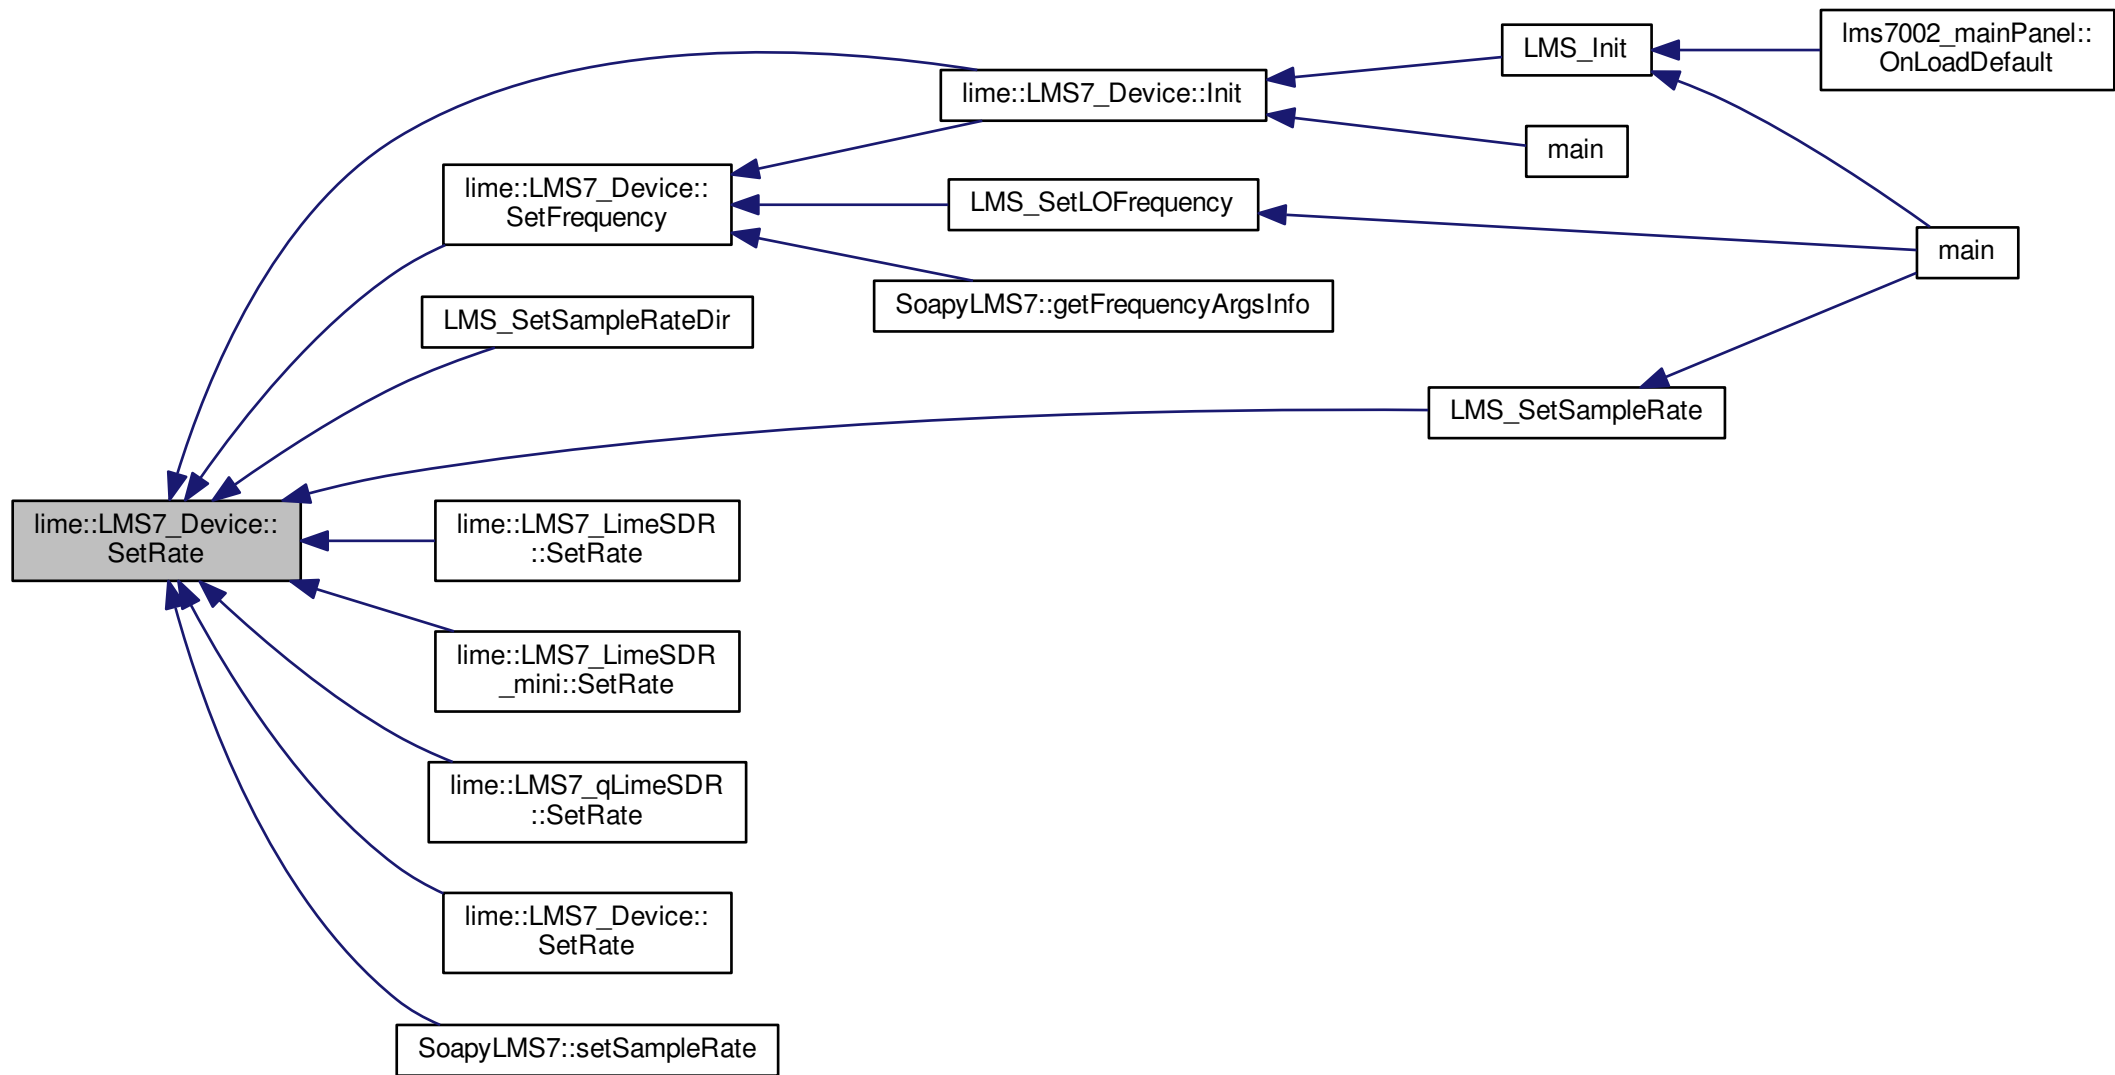 lms7002_mainPanel::
OnLoadDefault
LMS_Init
lime::LMS7_Device::Init
main
lime::LMS7_Device::
SetFrequency
LMS_SetLOFrequency
main
SoapyLMS7::getFrequencyArgsInfo
LMS_SetSampleRateDir
LMS_SetSampleRate
lime::LMS7_Device::
SetRate
lime::LMS7_LimeSDR
::SetRate
lime::LMS7_LimeSDR
_mini::SetRate
lime::LMS7_qLimeSDR
::SetRate
lime::LMS7_Device::
SetRate
SoapyLMS7::setSampleRate